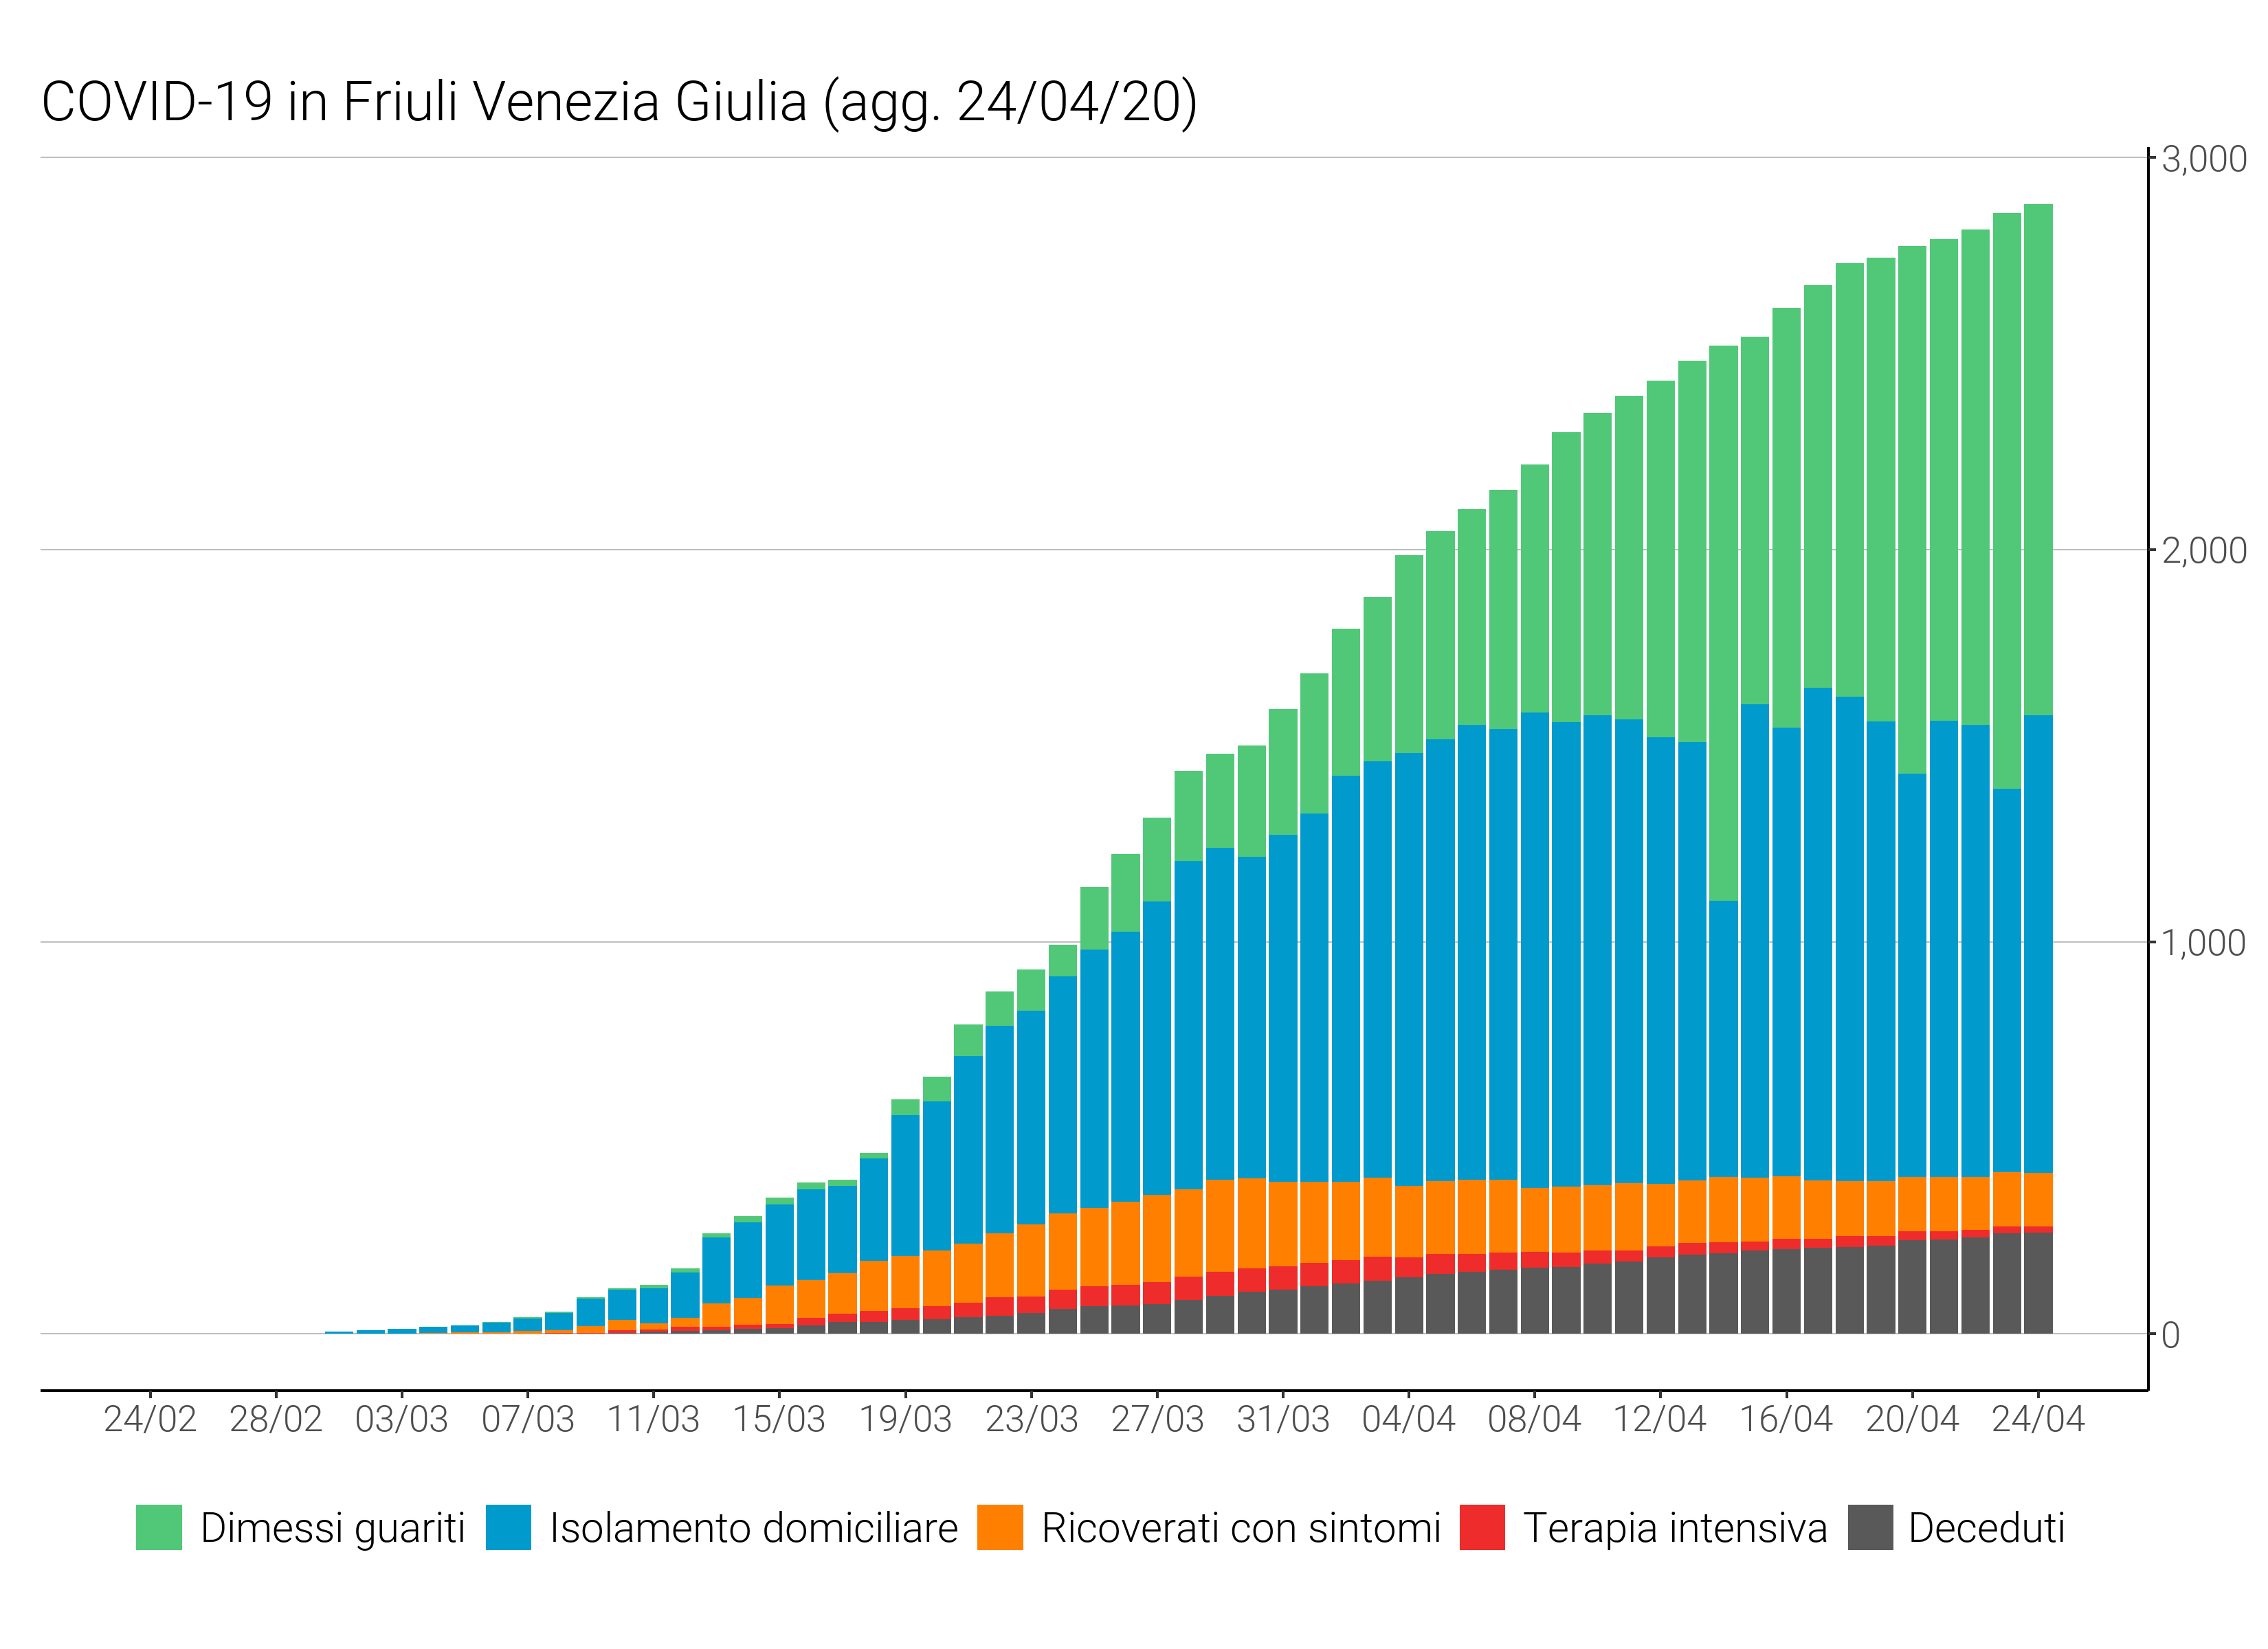 COVID-19 in Friuli Venezia Giulia (agg. 24/04/20)
3,000
2,000
1,000
0
24/02 28/02 03/03 07/03 11/03 15/03 19/03 23/03 27/03 31/03 04/04 08/04 12/04 16/04 20/04 24/04
Dimessi guariti Isolamento domiciliare Ricoverati con sintomi Terapia intensiva Deceduti